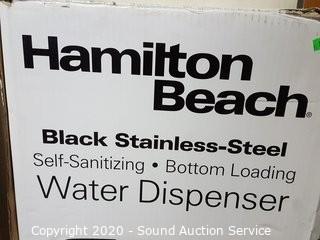 Hamilton
Beach®
Black Stainless-Steel
Self-Sanitizing • Bottom Loading
Water Dispenser
Copyright © 2020 - Sound Auction Service